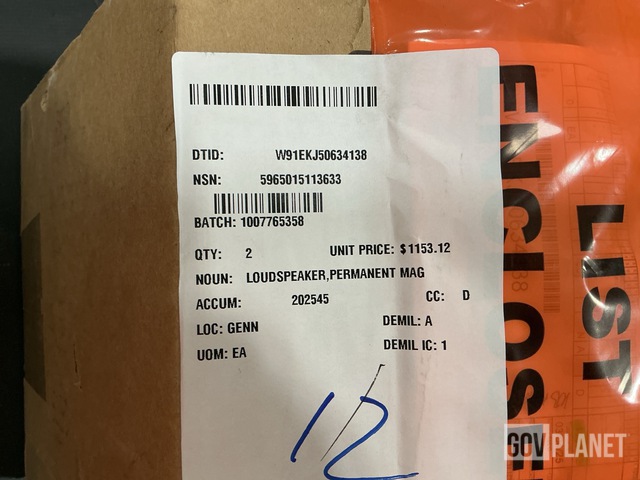 DTID: W91EKJ50634138
NSN: 5965015113633
BATCH: 1007765358
QTY: 2 UNIT PRICE: $1153.12
NOUN: LOUDSPEAKER,PERMANENT MAG
ACCUM: 202545 CC: D
LOC: GENN DEMIL: A
UOM: EA DEMIL IC: 1
12
LIST
ENCLOSE
GOVPLANET